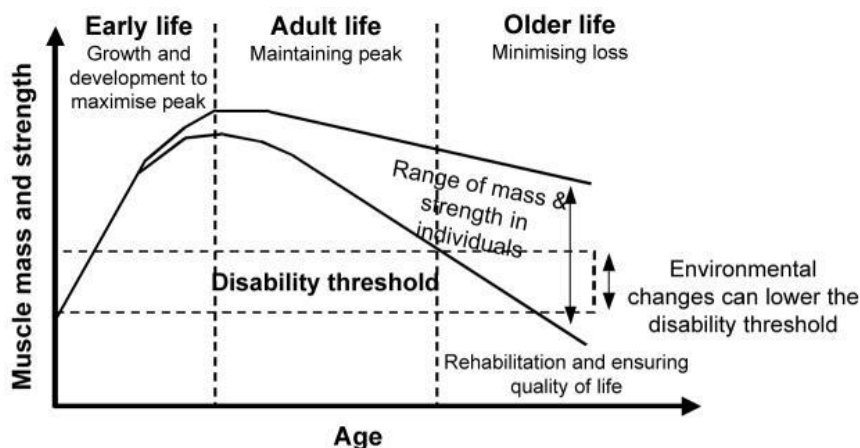 Early life
Growth and
development to
maximise peak
Adult life
Maintaining peak
Older life
Minimising loss
Muscle mass and strength
Range of mass &
strength in
individuals
Disability threshold
Environmental
changes can lower the
disability threshold
Rehabilitation and ensuring
quality of life
Age